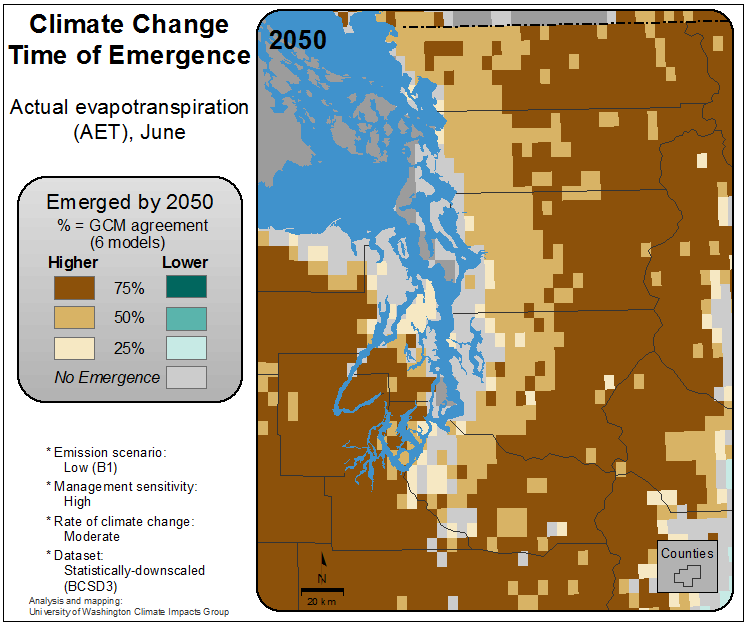 Climate Change
Time of Emergence
Actual evapotranspiration
(AET), June
Emerged by 2050
% = GCM agreement
(6 models)
Higher Lower
75%
50%
25%
No Emergence
* Emission scenario:
Low (B1)
* Management sensitivity:
High
* Rate of climate change:
Moderate
* Dataset:
Statistically-downscaled
(BCSD3)
Analysis and mapping:
University of Washington Climate Impacts Group
2050
N
20 km
Counties